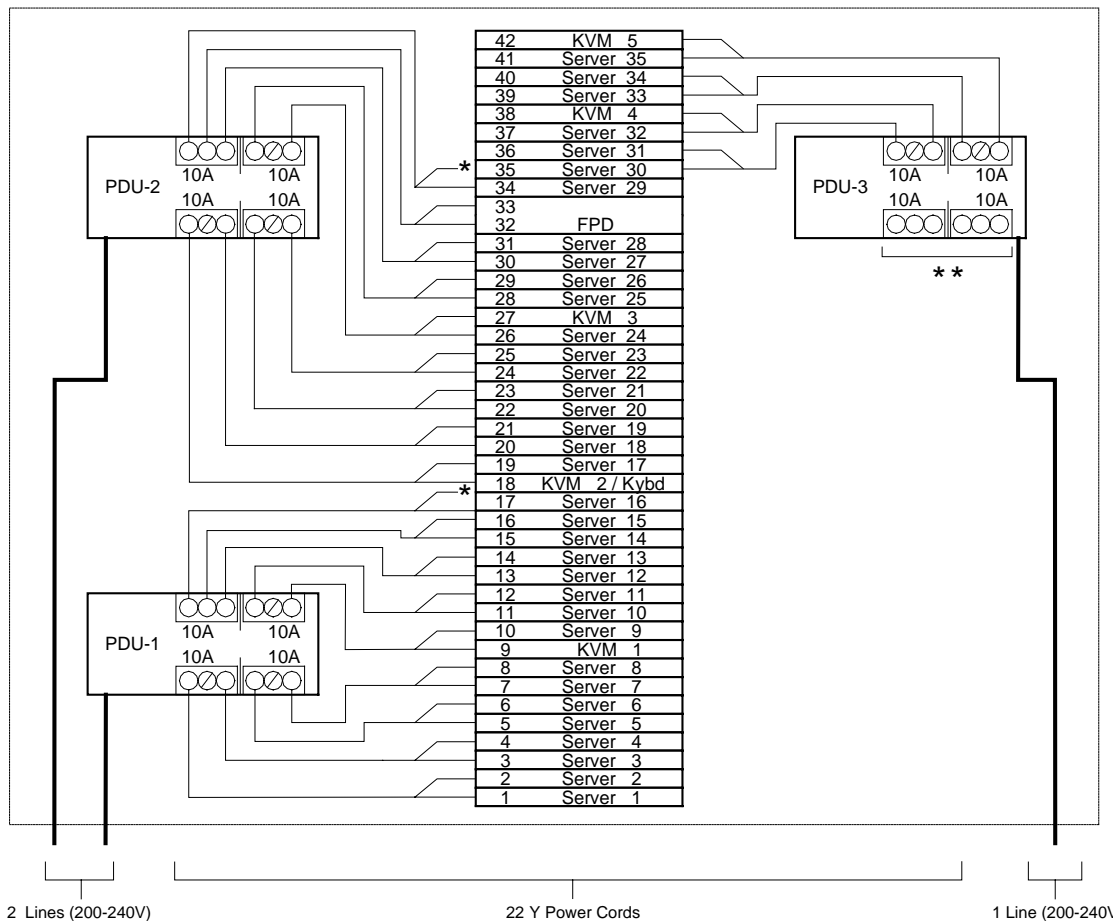 42 KVM 5
41 Server 35
40 Server 34
39 Server 33
38 KVM 4
37 Server 32
36 Server 31
* 35 Server 30
34 Server 29
33
32 FPD
31 Server 28
30 Server 27
29 Server 26
28 Server 25
27 KVM 3
26 Server 24
25 Server 23
24 Server 22
23 Server 21
22 Server 20
21 Server 19
20 Server 18
19 Server 17
18 KVM 2 / Kybd
* 17 Server 16
16 Server 15
15 Server 14
14 Server 13
13 Server 12
12 Server 11
11 Server 10
10 Server 9
9 KVM 1
8 Server 8
7 Server 7
6 Server 6
5 Server 5
4 Server 4
3 Server 3
2 Server 2
1 Server 1
PDU-2
10A 10A
10A 10A
PDU-3
10A 10A
10A 10A
* *
PDU-1
10A 10A
10A 10A
2 Lines (200-240V)
22 Y Power Cords
1 Line (200-240V